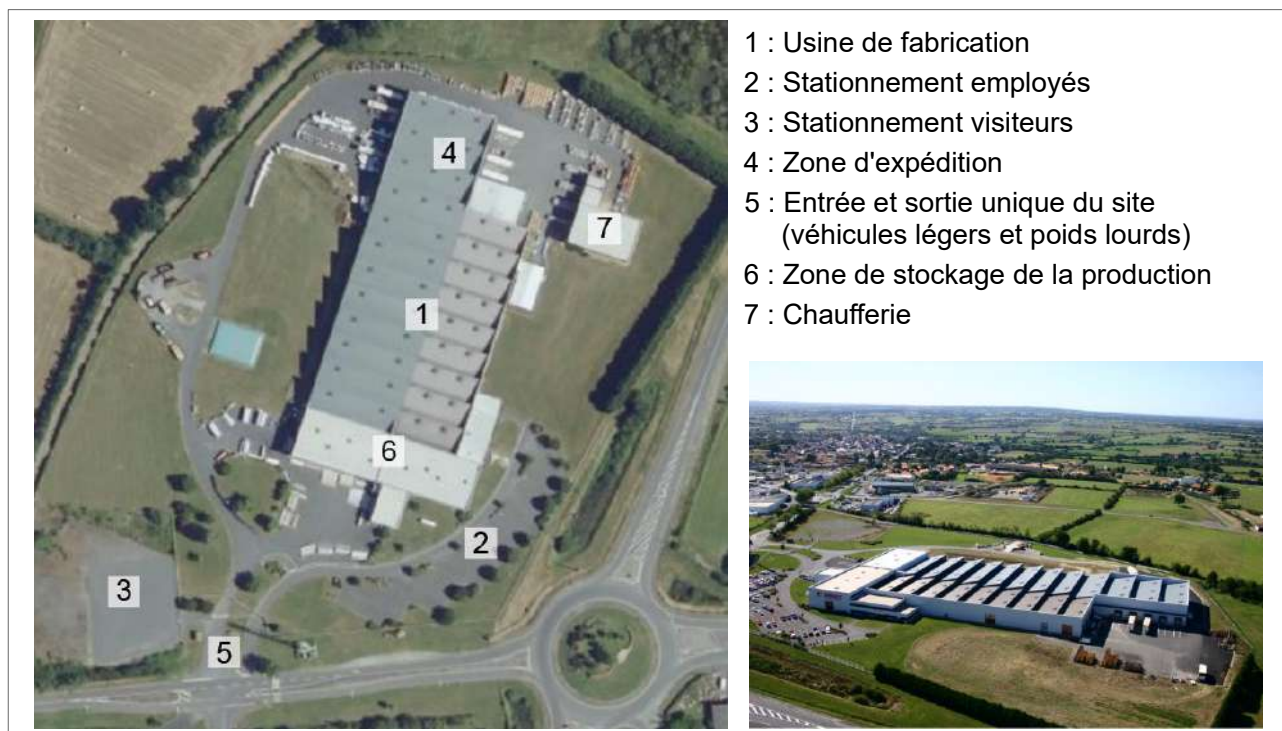 1 : Usine de fabrication
2 : Stationnement employés
3 : Stationnement visiteurs
4 : Zone d'expédition
5 : Entrée et sortie unique du site
(véhicules légers et poids lourds)
6 : Zone de stockage de la production
7 : Chaufferie
4
7
1
6
2
3
5